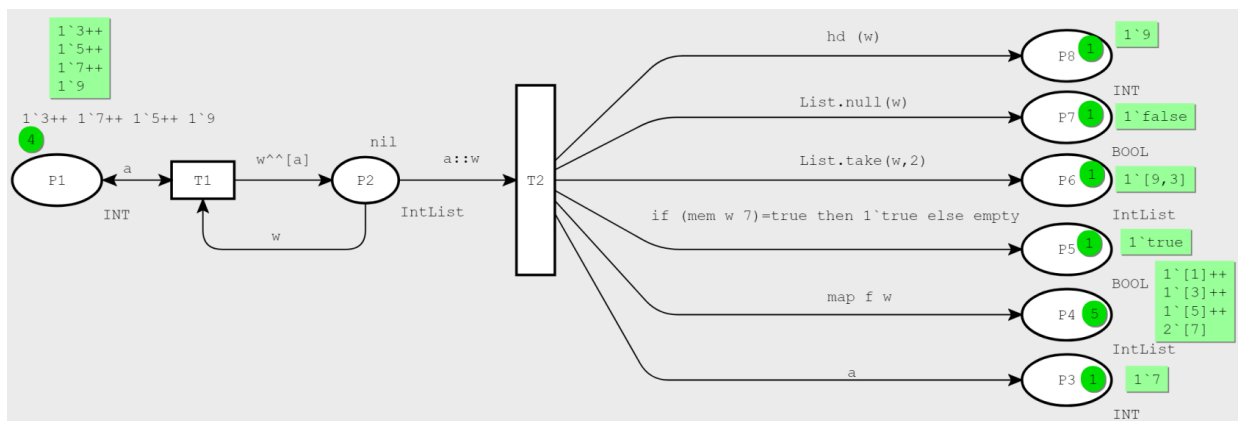 1`3++
1`5++
1`7++
1`9
1`3++ 1`7++ 1`5++ 1`9
4
P1
INT
a
T1
w^^[a]
w
nil
P2
IntList
a::w
T2
hd (w)
P8
1
1`9
INT
List.null(w)
P7
1
1`false
BOOL
List.take(w,2)
P6
1
1`[9,3]
IntList
if (mem w 7)=true then 1`true else empty
P5
1
1`true
BOOL
map f w
P4
5
1`[1]++
1`[3]++
1`[5]++
2`[7]
IntList
a
P3
1
1`7
INT